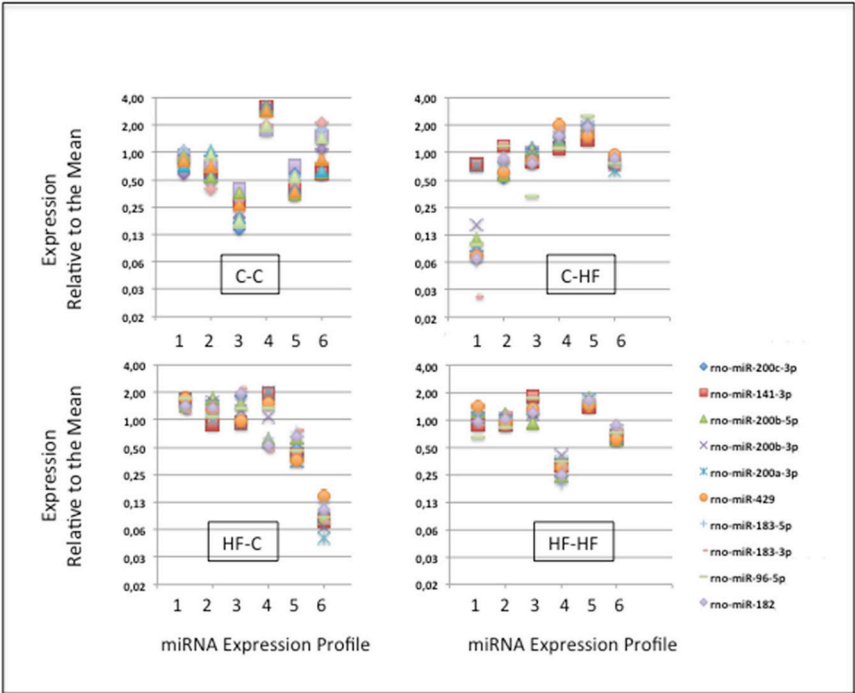 Expression
Relative to the Mean
4,00
2,00
1,00
0,50
0,25
0,13
0,06
0,03
0,02
C-C
1 2 3 4 5 6
4,00
2,00
1,00
0,50
0,25
0,13
0,06
0,03
0,02
C-HF
1 2 3 4 5 6
Expression
Relative to the Mean
4,00
2,00
1,00
0,50
0,25
0,13
0,06
0,03
0,02
HF-C
1 2 3 4 5 6
miRNA Expression Profile
4,00
2,00
1,00
0,50
0,25
0,13
0,06
0,03
0,02
HF-HF
1 2 3 4 5 6
miRNA Expression Profile
rno-miR-200c-3p
rno-miR-141-3p
rno-miR-200b-5p
rno-miR-200b-3p
rno-miR-200a-3p
rno-miR-429
rno-miR-183-5p
rno-miR-183-3p
rno-miR-96-5p
rno-miR-182